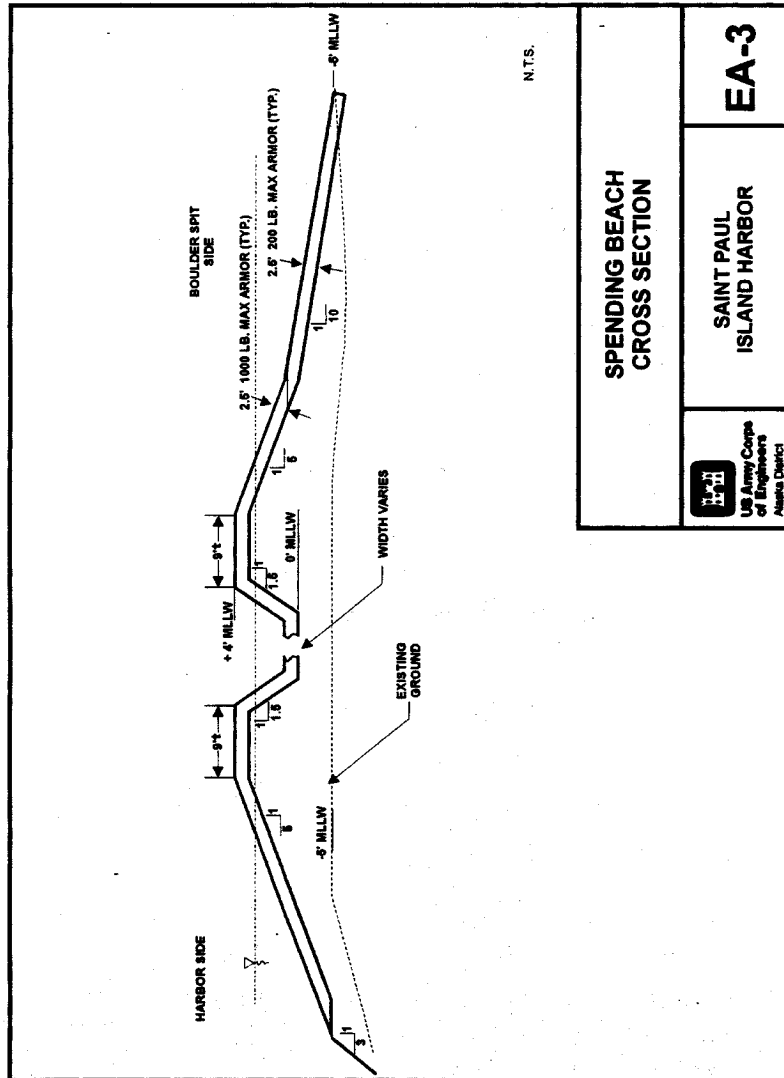 HARBOR SIDE
BOULDER SPIT
SIDE
9't
+ 4' MLLW
9't
2.5' 1000 LB. MAX ARMOR (TYP.)
2.5' 200 LB. MAX ARMOR (TYP.)
1
3
1
5
1
1.5
1
1.5
1
5
1
10
0' MLLW
-5' MLLW
-5' MLLW
EXISTING
GROUND
WIDTH VARIES
N.T.S.
SPENDING BEACH
CROSS SECTION
US Army Corps
of Engineers
Alaska District
SAINT PAUL
ISLAND HARBOR
EA-3